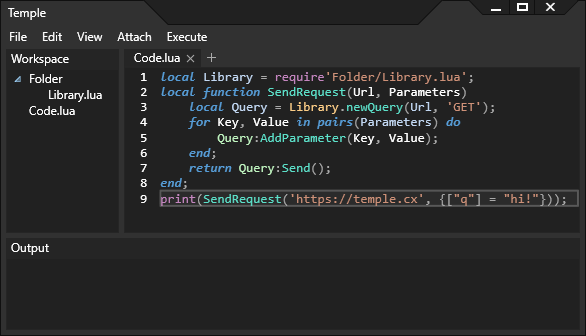 Temple
File Edit View Attach Execute
Workspace
Folder
Library.lua
Code.lua
Code.lua × +
1 local Library = require'Folder/Library.lua';
2 local function SendRequest(Url, Parameters)
3 local Query = Library.newQuery(Url, 'GET');
4 for Key, Value in pairs(Parameters) do
5 Query:AddParameter(Key, Value);
6 end;
7 return Query:Send();
8 end;
9 print(SendRequest('https://temple.cx', {["q"] = "hi!"}));
Output